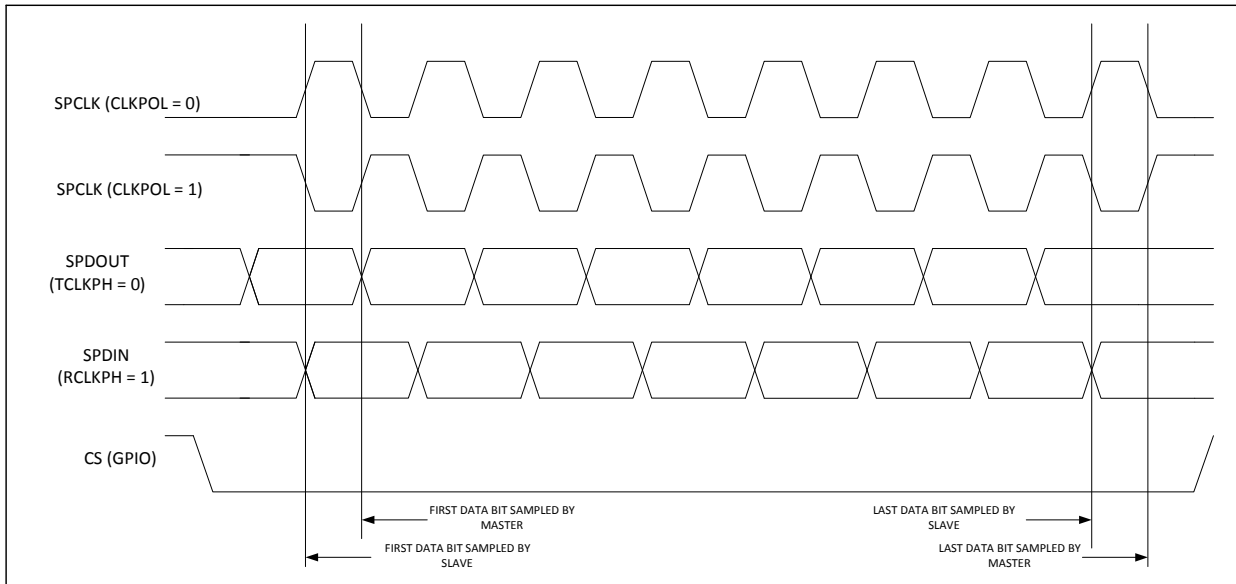 SPCLK (CLKPOL = 0)
SPCLK (CLKPOL = 1)
SPDOUT
(TCLKPH = 0)
SPDIN
(RCLKPH = 1)
CS (GPIO)
FIRST DATA BIT SAMPLED BY
MASTER
LAST DATA BIT SAMPLED BY
SLAVE
FIRST DATA BIT SAMPLED BY
SLAVE
LAST DATA BIT SAMPLED BY
MASTER